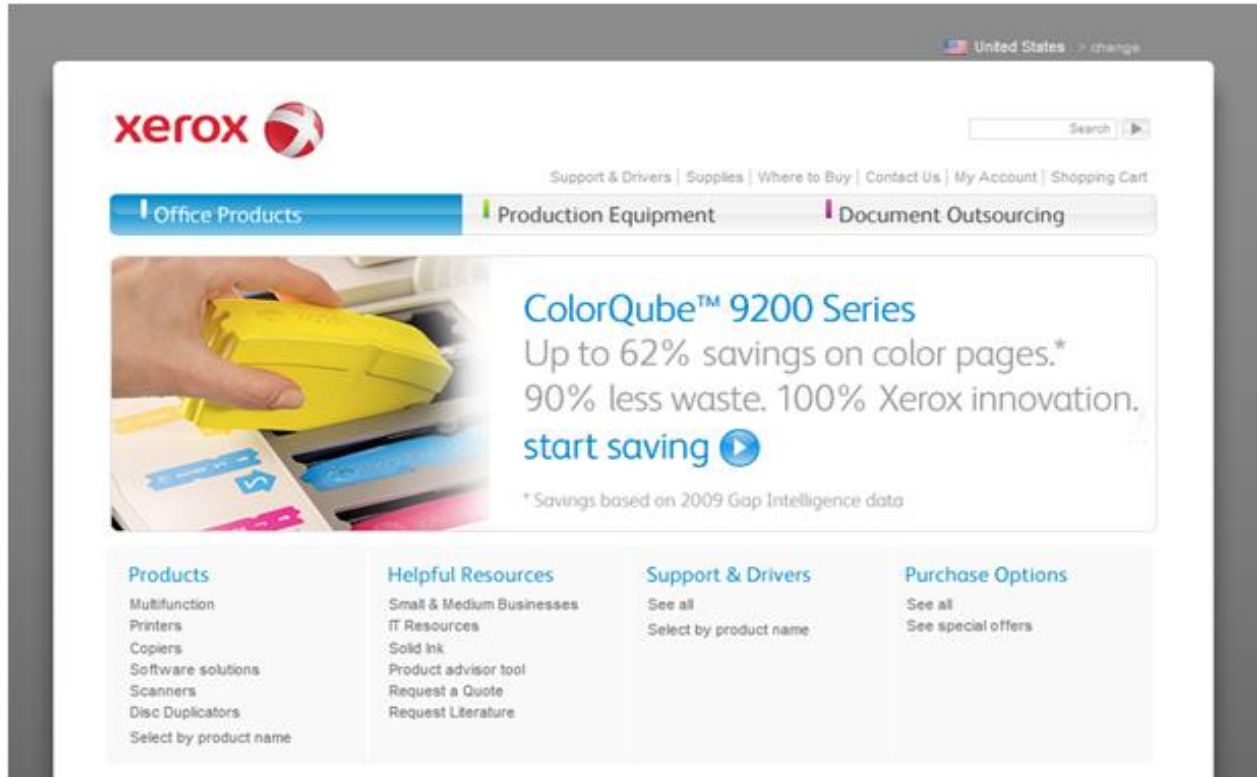 United States > change
xerox
Search
Support & Drivers | Supplies | Where to Buy | Contact Us | My Account | Shopping Cart
Office Products
Production Equipment
Document Outsourcing
ColorQube™ 9200 Series
Up to 62% savings on color pages.*
90% less waste. 100% Xerox innovation.
start saving
* Savings based on 2009 Gap Intelligence data
Products
Multifunction
Printers
Copiers
Software solutions
Scanners
Disc Duplicators
Select by product name
Helpful Resources
Small & Medium Businesses
IT Resources
Solid Ink
Product advisor tool
Request a Quote
Request Literature
Support & Drivers
See all
Select by product name
Purchase Options
See all
See special offers